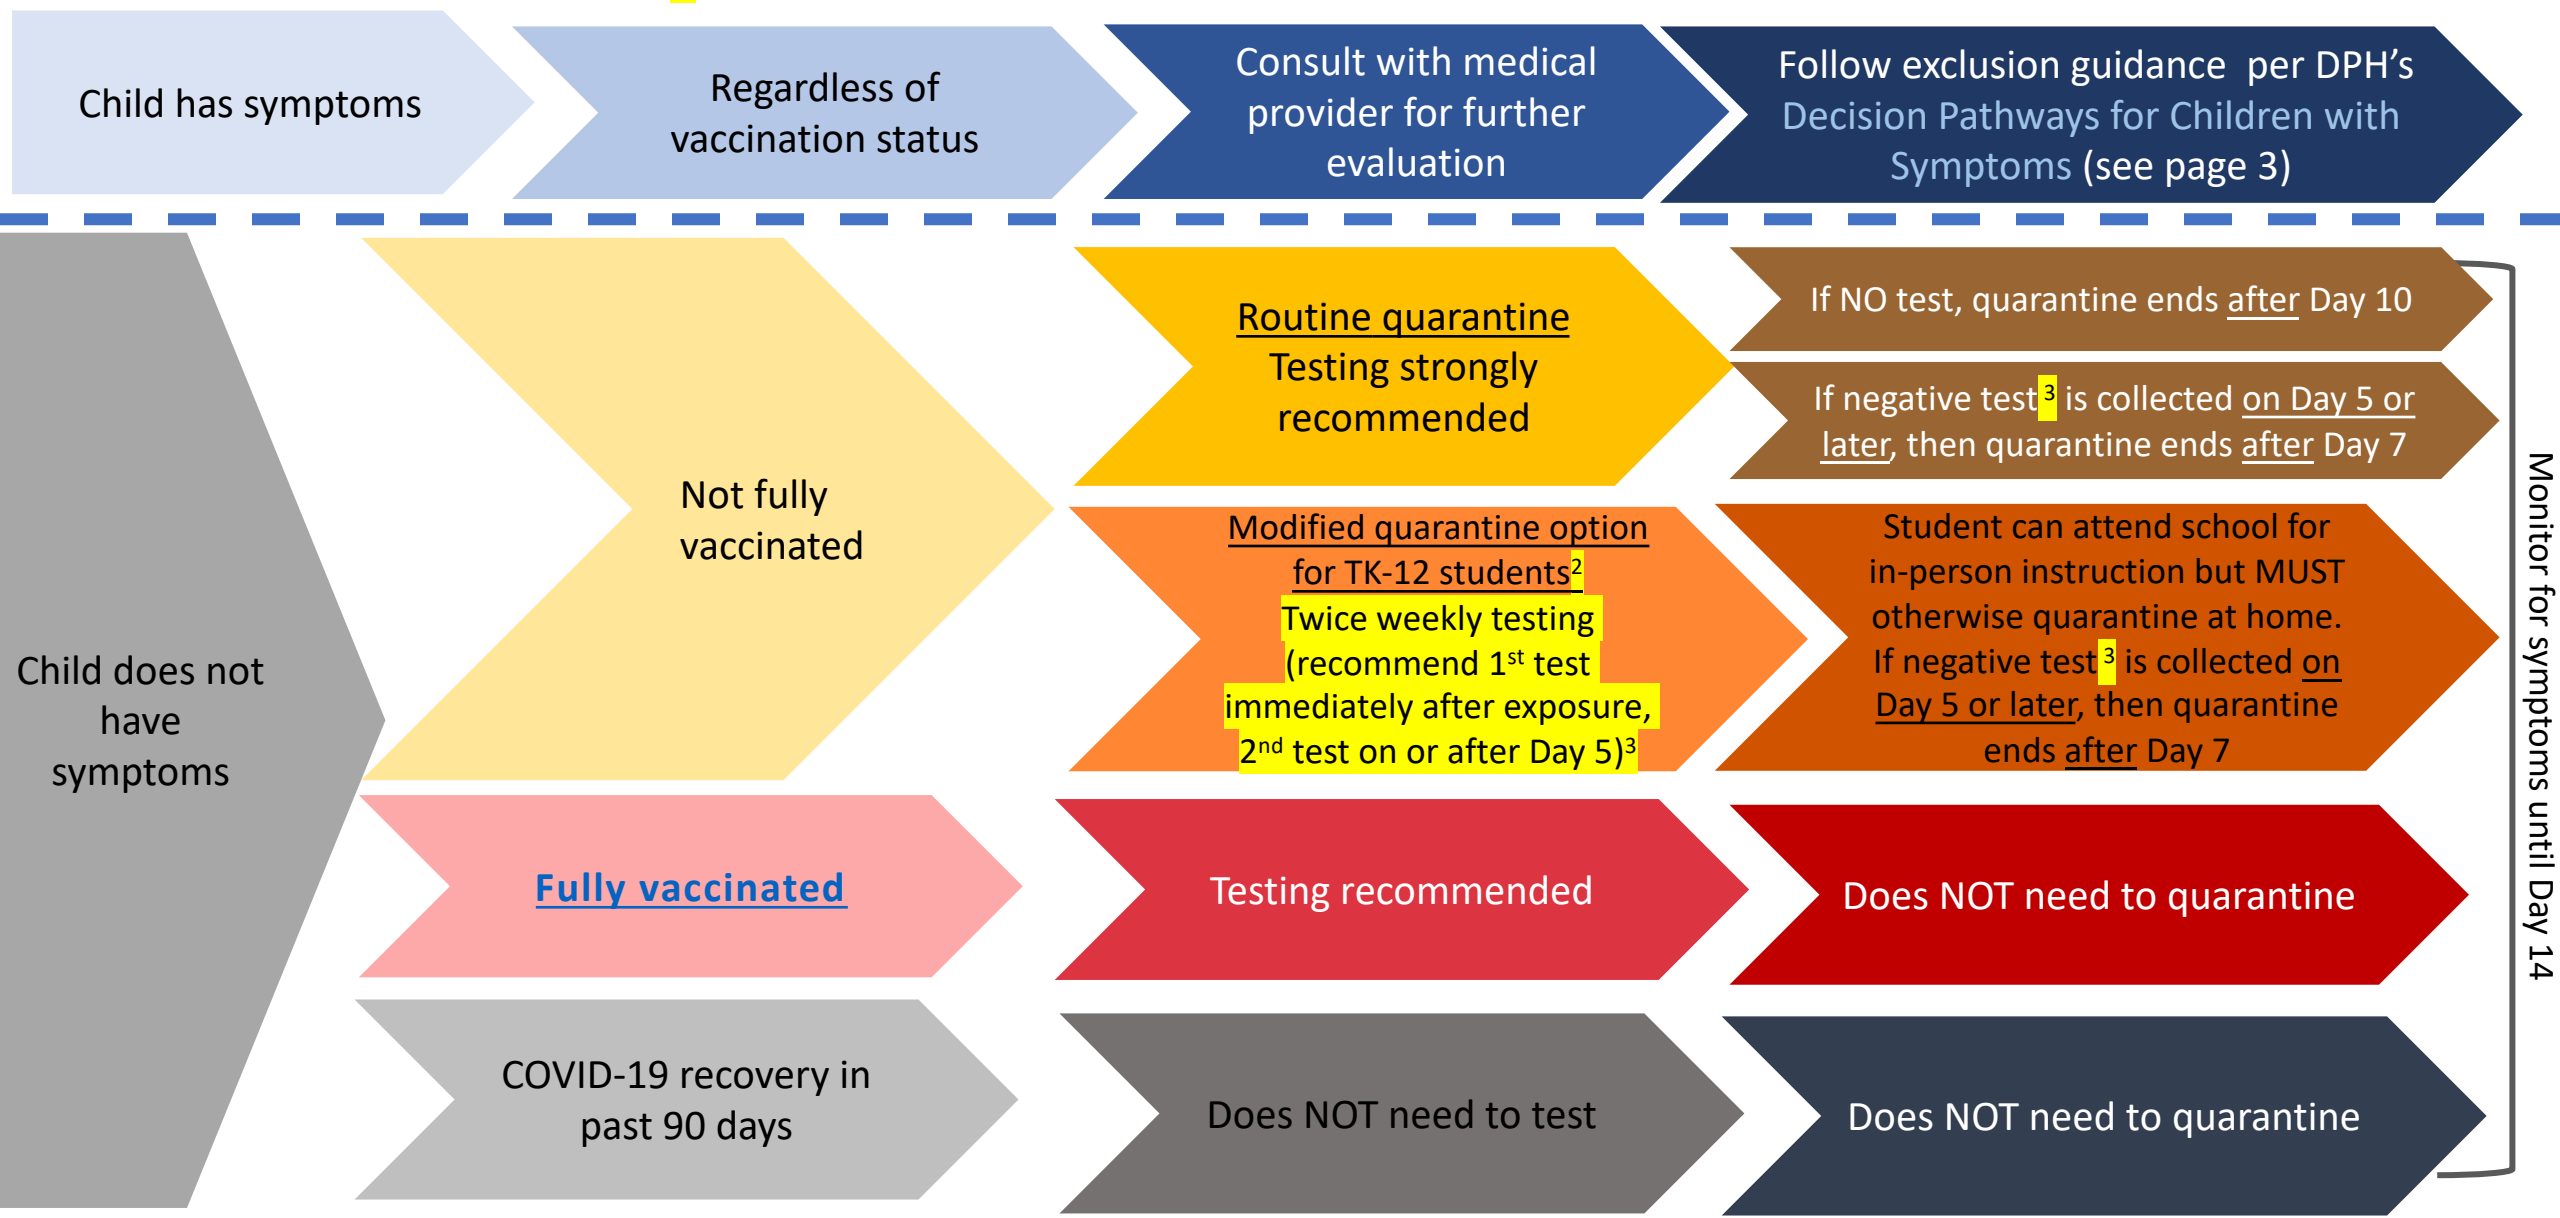 Child has symptoms
Regardless of
vaccination status
Consult with medical
provider for further
evaluation
Follow exclusion guidance per DPH’s
Decision Pathways for Children with
Symptoms (see page 3)
Child does not
have
symptoms
Not fully
vaccinated
Routine quarantine
Testing strongly
recommended
If NO test, quarantine ends after Day 10
If negative test³ is collected on Day 5 or
later, then quarantine ends after Day 7
Modified quarantine option
for TK-12 students²
Twice weekly testing
(recommend 1st test
immediately after exposure,
2nd test on or after Day 5)³
Student can attend school for
in-person instruction but MUST
otherwise quarantine at home.
If negative test³ is collected on
Day 5 or later, then quarantine
ends after Day 7
Fully vaccinated
Testing recommended
Does NOT need to quarantine
COVID-19 recovery in
past 90 days
Does NOT need to test
Does NOT need to quarantine
Monitor for symptoms until Day 14